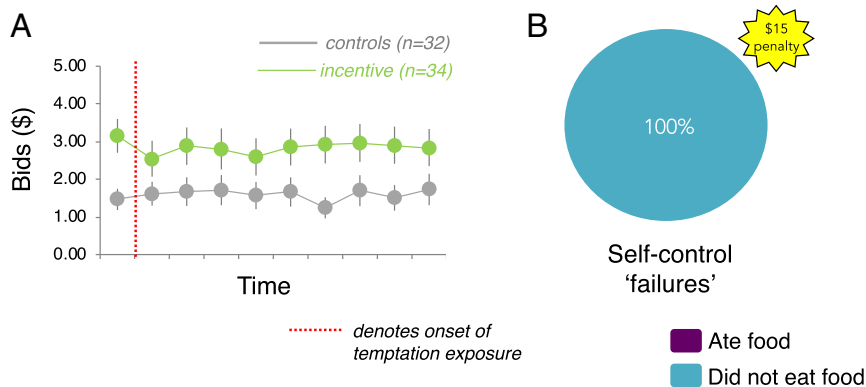 A
controls (n=32)
incentive (n=34)
5.00
4.00
3.00
2.00
1.00
0.00
Bids ($)
Time
denotes onset of
temptation exposure
B
$15
penalty
100%
Self-control
‘failures’
Ate food
Did not eat food